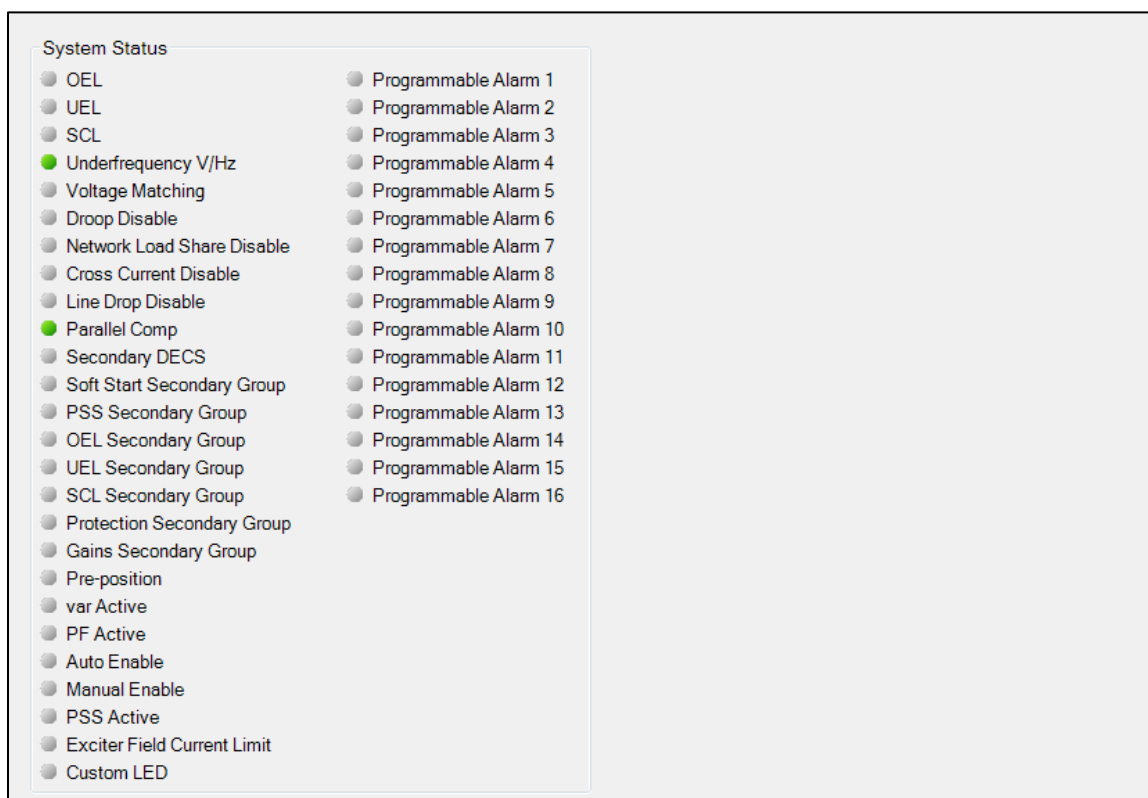 System Status
OEL
UEL
SCL
Underfrequency V/Hz
Voltage Matching
Droop Disable
Network Load Share Disable
Cross Current Disable
Line Drop Disable
Parallel Comp
Secondary DECS
Soft Start Secondary Group
PSS Secondary Group
OEL Secondary Group
UEL Secondary Group
SCL Secondary Group
Protection Secondary Group
Gains Secondary Group
Pre-position
var Active
PF Active
Auto Enable
Manual Enable
PSS Active
Exciter Field Current Limit
Custom LED
Programmable Alarm 1
Programmable Alarm 2
Programmable Alarm 3
Programmable Alarm 4
Programmable Alarm 5
Programmable Alarm 6
Programmable Alarm 7
Programmable Alarm 8
Programmable Alarm 9
Programmable Alarm 10
Programmable Alarm 11
Programmable Alarm 12
Programmable Alarm 13
Programmable Alarm 14
Programmable Alarm 15
Programmable Alarm 16